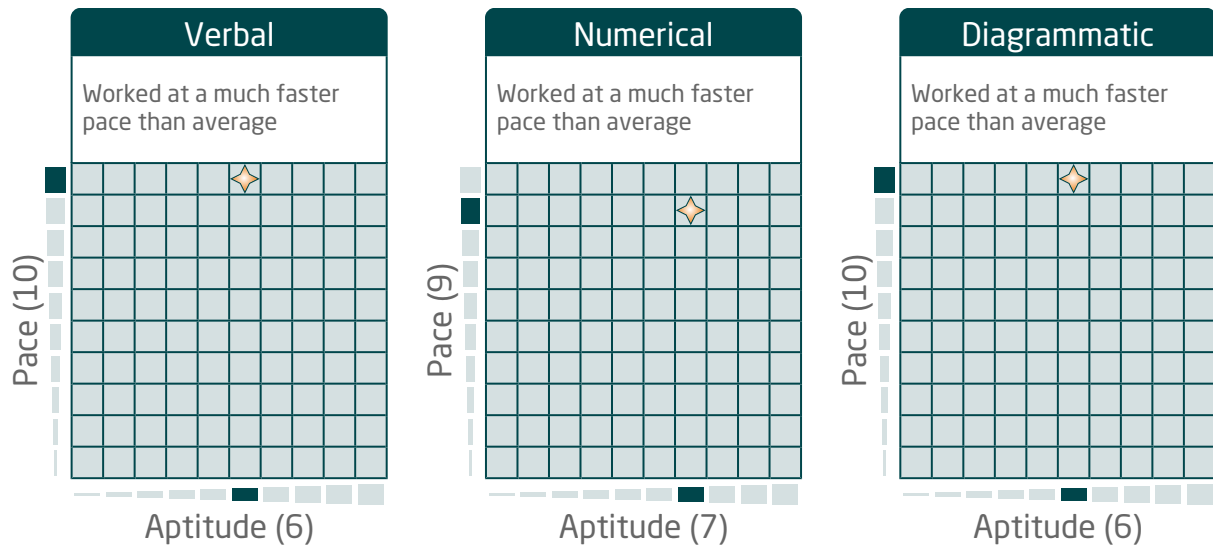 Verbal
Worked at a much faster
pace than average
Pace (10)
Aptitude (6)
Numerical
Worked at a much faster
pace than average
Pace (9)
Aptitude (7)
Diagrammatic
Worked at a much faster
pace than average
Pace (10)
Aptitude (6)